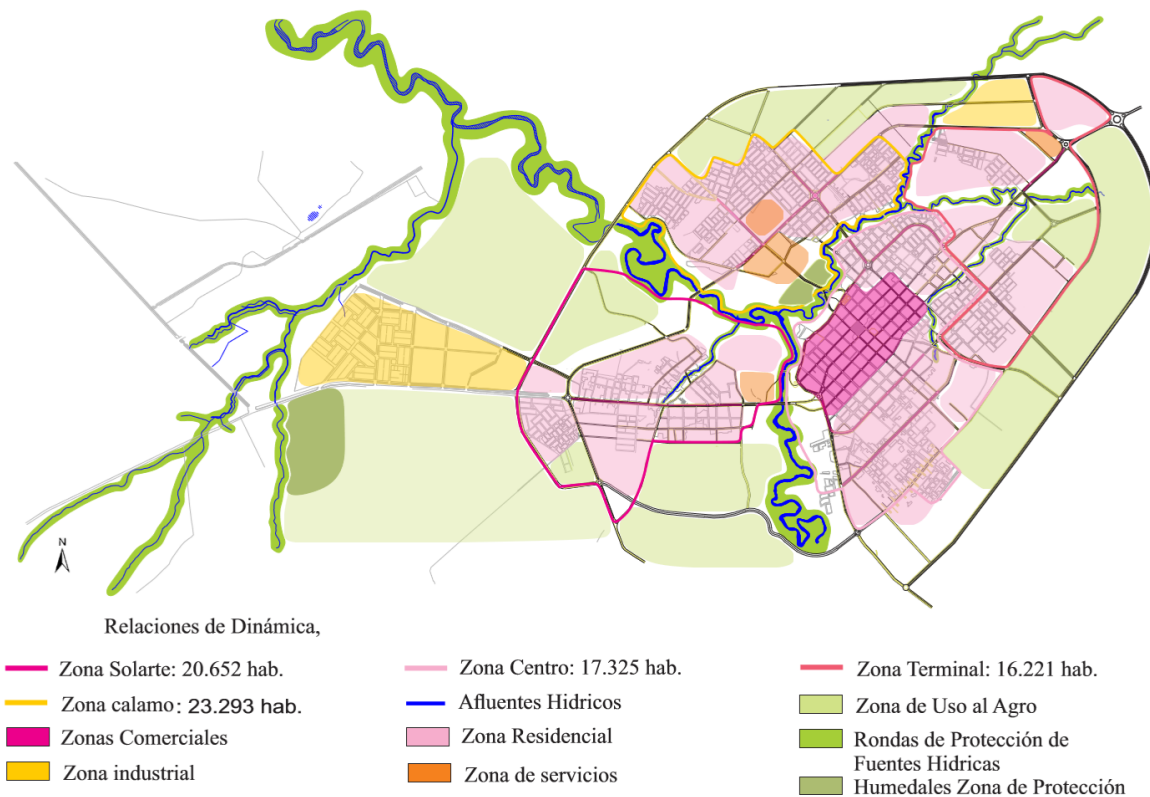 N
Relaciones de Dinámica,
Zona Solarte: 20.652 hab.
Zona Centro: 17.325 hab.
Zona Terminal: 16.221 hab.
Zona calamo: 23.293 hab.
Afluentes Hidricos
Zona de Uso al Agro
Zonas Comerciales
Zona Residencial
Rondas de Protección de
Fuentes Hidricas
Zona industrial
Zona de servicios
Humedales Zona de Protección